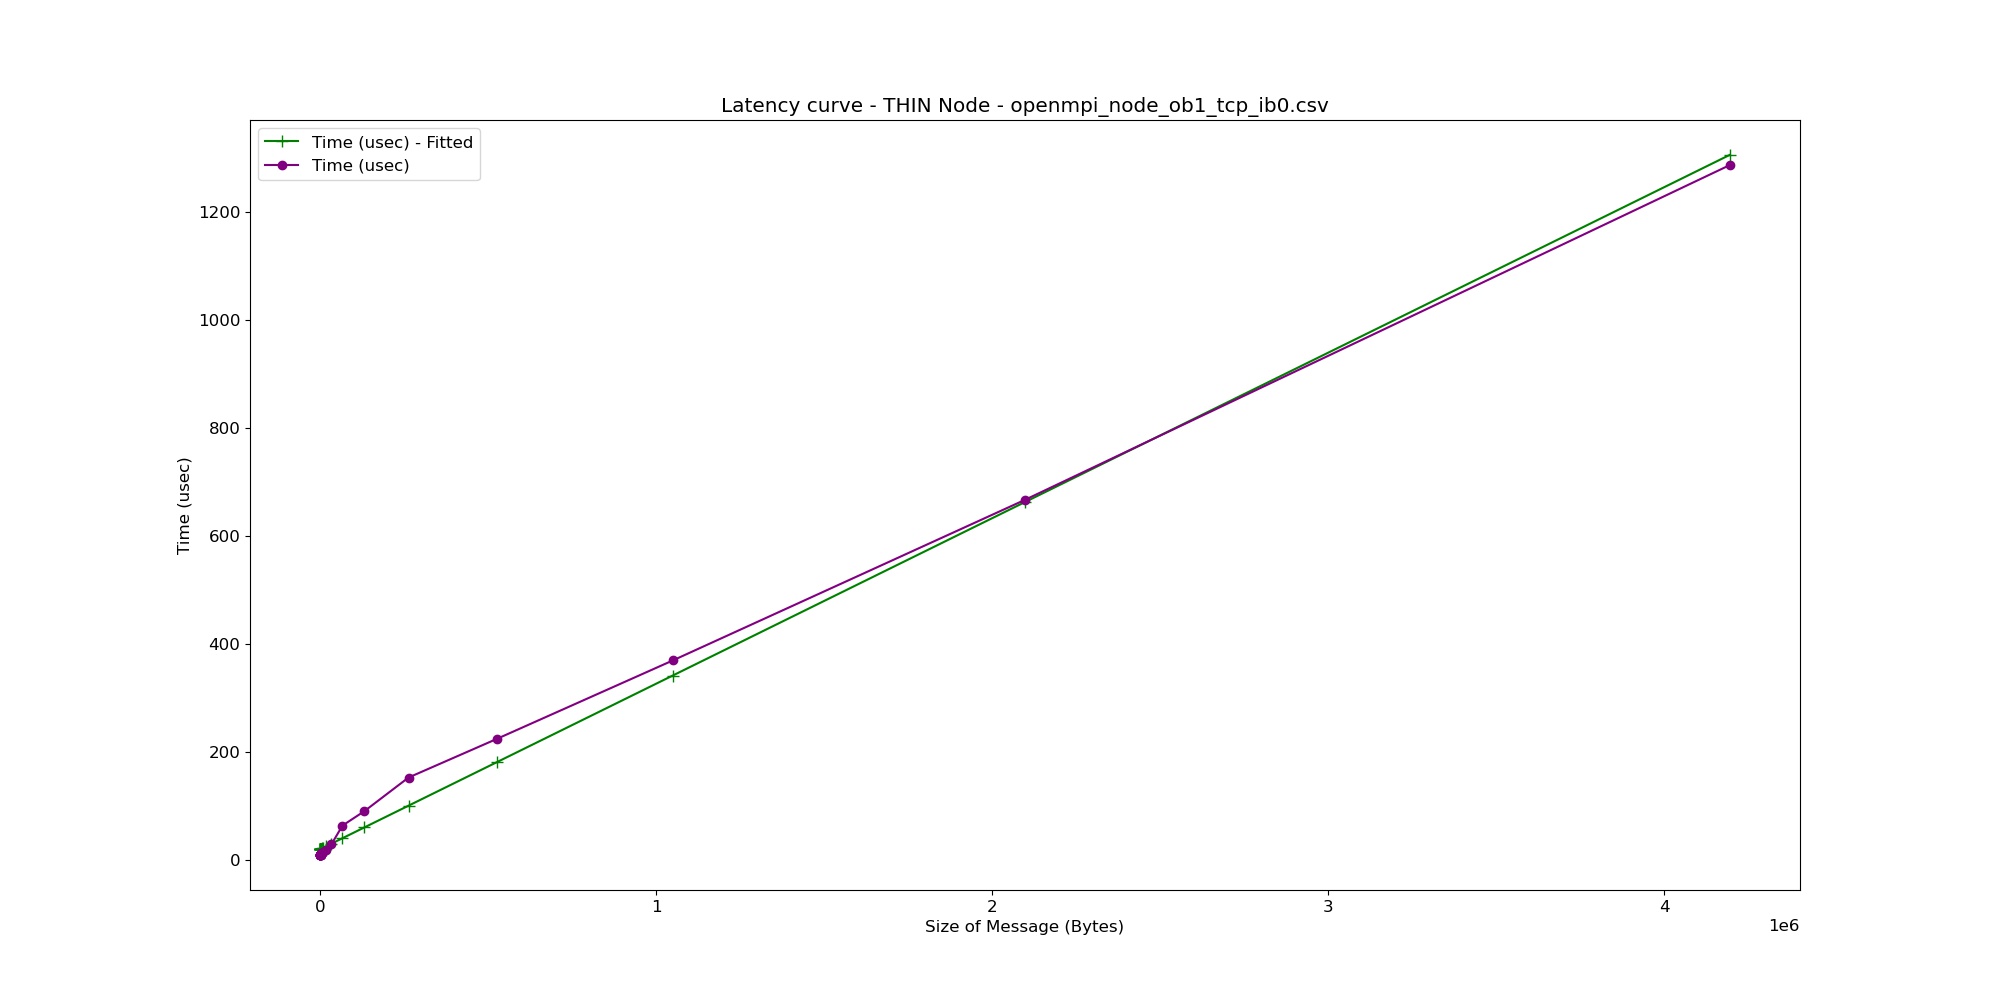 Latency curve - THIN Node - openmpi_node_ob1_tcp_ib0.csv
Time (usec) - Fitted
Time (usec)
1200
1000
800
600
400
200
0
Time (usec)
0 1 2 3 4
1e6
Size of Message (Bytes)